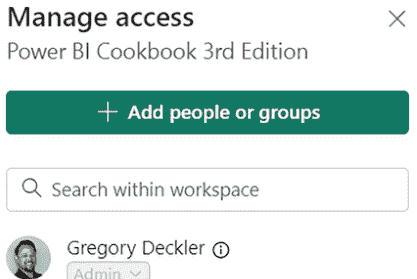 Manage access
Power BI Cookbook 3rd Edition
Add people or groups
Search within workspace
Gregory Deckler
Admin